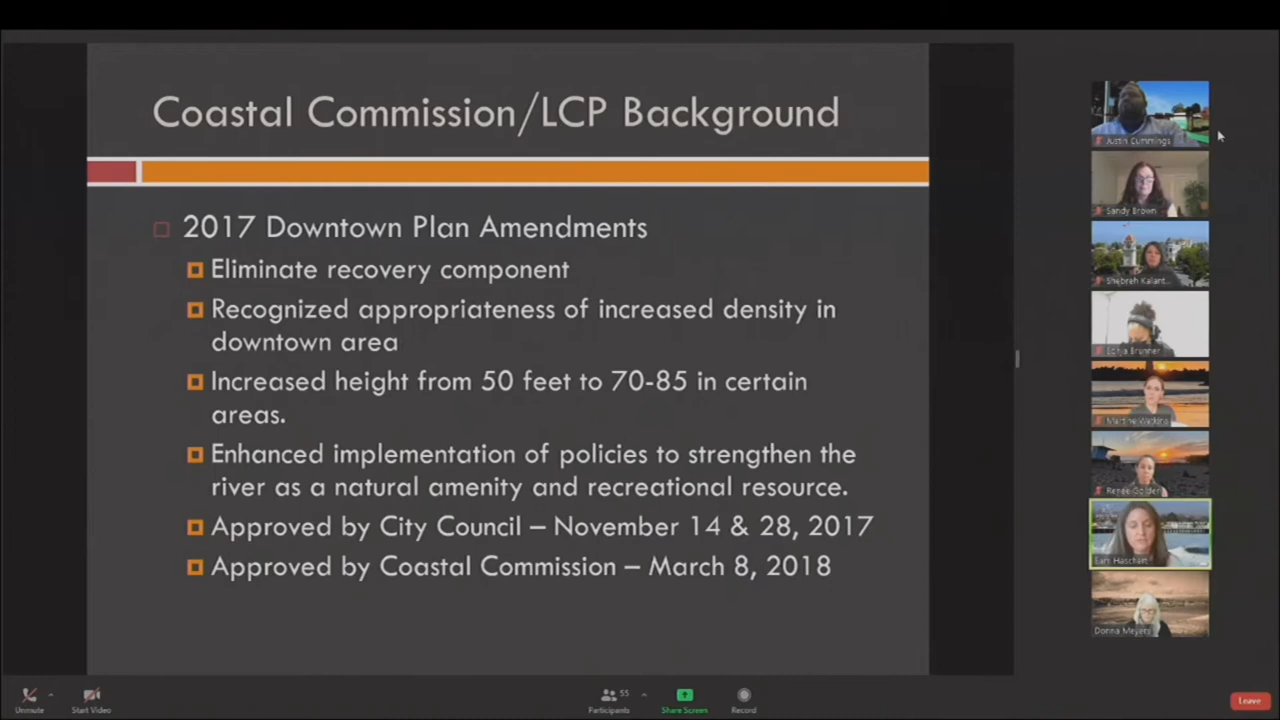 Coastal Commission/LCP Background
2017 Downtown Plan Amendments
Eliminate recovery component
Recognized appropriateness of increased density in
downtown area
Increased height from 50 feet to 70-85 in certain
areas.
Enhanced implementation of policies to strengthen the
river as a natural amenity and recreational resource.
Approved by City Council – November 14 & 28, 2017
Approved by Coastal Commission – March 8, 2018
Justin Cummings
Sandy Brown
Shebreh Kalant...
Sonja Brunner
Martine Watkins
Renee Golder
Donna Meyers
Unmute
Start Video
55
Participants
Share Screen
Record
Leave